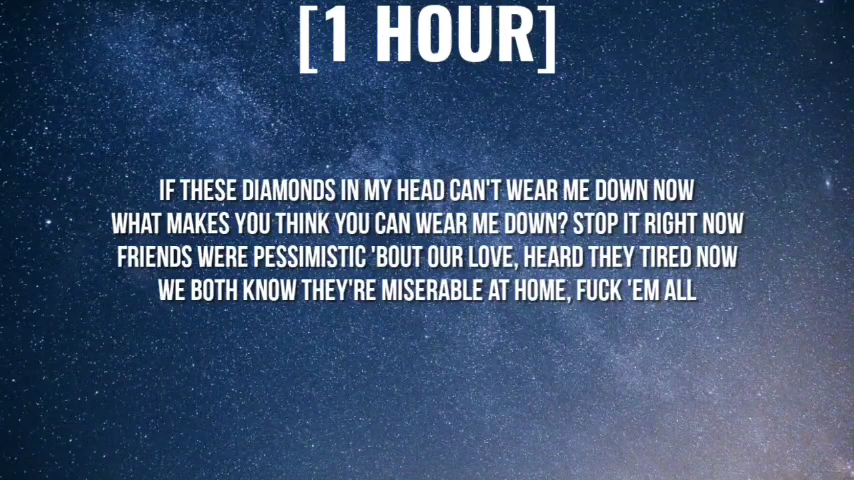 [1 HOUR]
IF THESE DIAMONDS IN MY HEAD CAN'T WEAR ME DOWN NOW
WHAT MAKES YOU THINK YOU CAN WEAR ME DOWN? STOP IT RIGHT NOW
FRIENDS WERE PESSIMISTIC 'BOUT OUR LOVE, HEARD THEY TIRED NOW
WE BOTH KNOW THEY'RE MISERABLE AT HOME, FUCK 'EM ALL